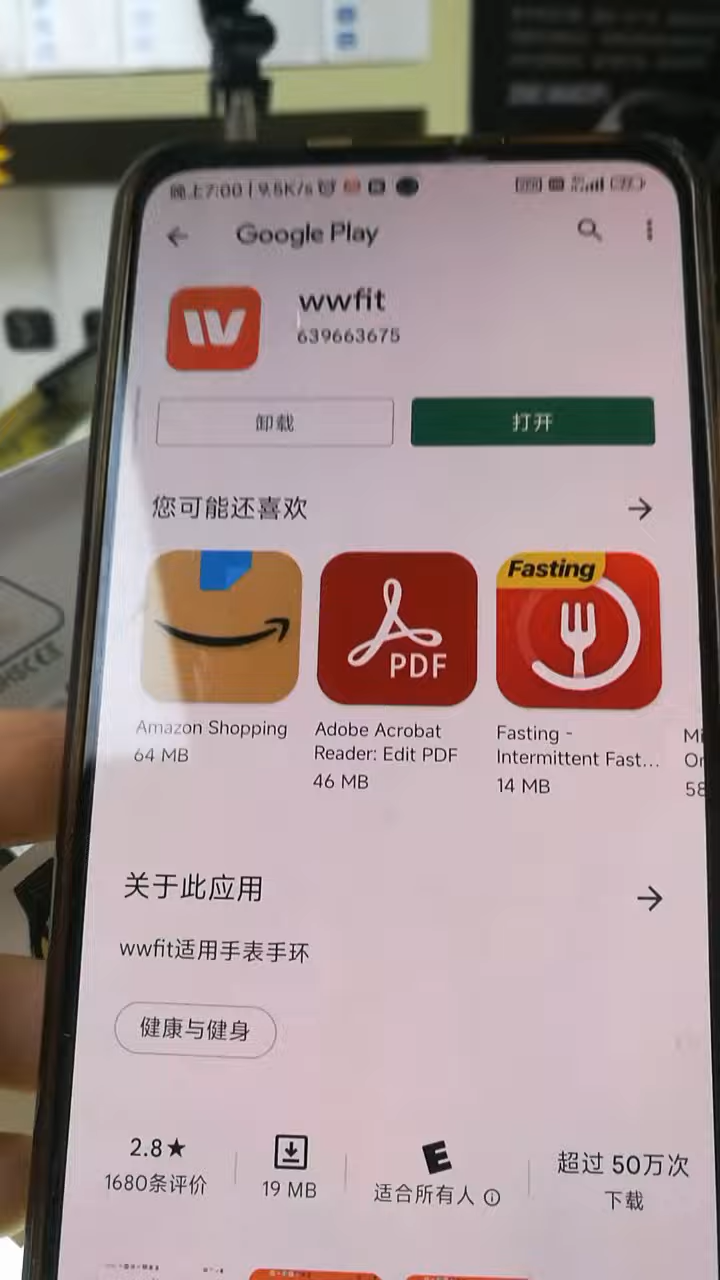 晚上7:00 | 9.5K/s
Google Play
wwfit
639663675
卸载
打开
您可能还喜欢
Fasting
PDF
Amazon Shopping
64 MB
Adobe Acrobat
Reader: Edit PDF
46 MB
Fasting -
Intermittent Fast...
14 MB
Mi
Or
58
关于此应用
wwfit适用手表手环
健康与健身
2.8★
1680条评价
19 MB
E
适合所有人
超过 50万次
下载